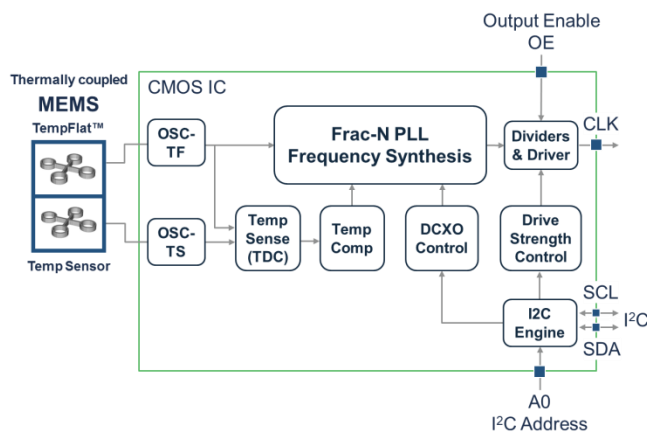 Output Enable
OE
Thermally coupled
MEMS
TempFlat™
CMOS IC
OSC-
TF
Frac-N PLL
Frequency Synthesis
Dividers
& Driver
CLK
OSC-
TS
Temp
Sense
(TDC)
Temp
Comp
DCXO
Control
Drive
Strength
Control
Temp Sensor
I2C
Engine
SCL
I²C
SDA
A0
I²C Address